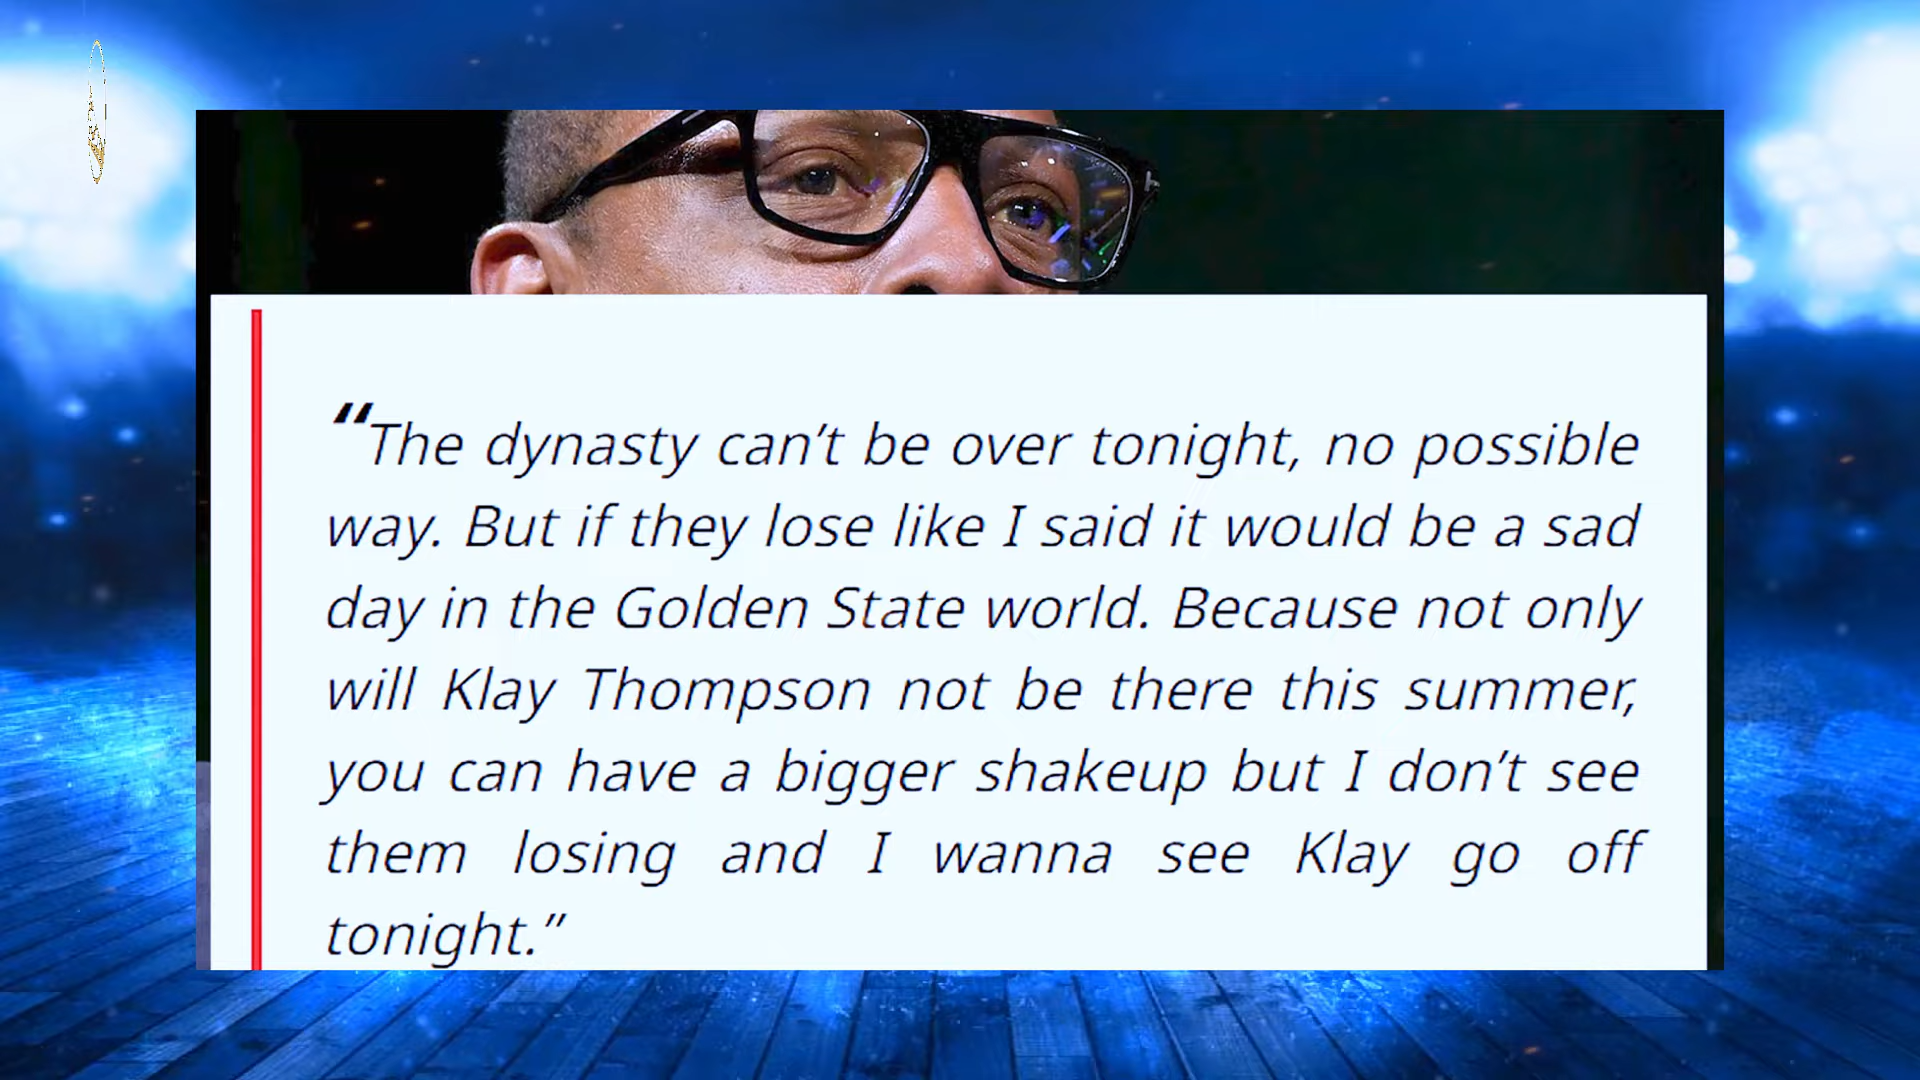 “The dynasty can’t be over tonight, no possible
way. But if they lose like I said it would be a sad
day in the Golden State world. Because not only
will Klay Thompson not be there this summer,
you can have a bigger shakeup but I don’t see
them losing and I wanna see Klay go off
tonight.”